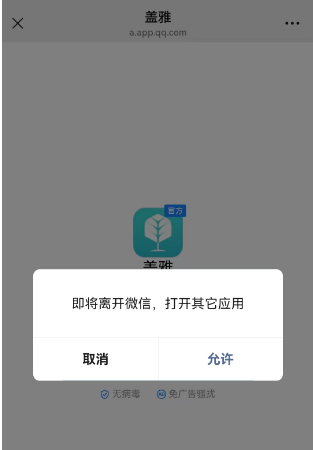 盖雅
a.app.qq.com
官方
盖雅
即将离开微信，打开其它应用
取消
允许
无病毒
免广告骚扰